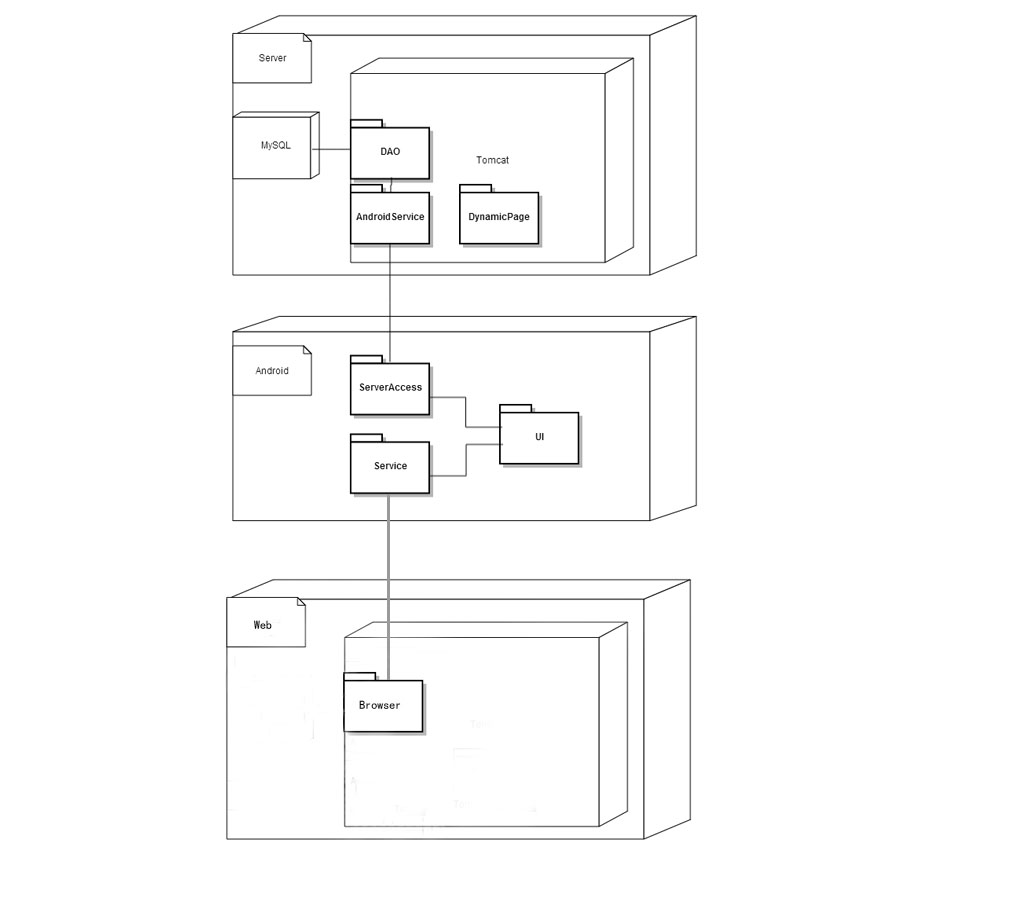 Server
MySQL
DAO
Tomcat
AndroidService
DynamicPage
Android
ServerAccess
UI
Service
Web
Browser